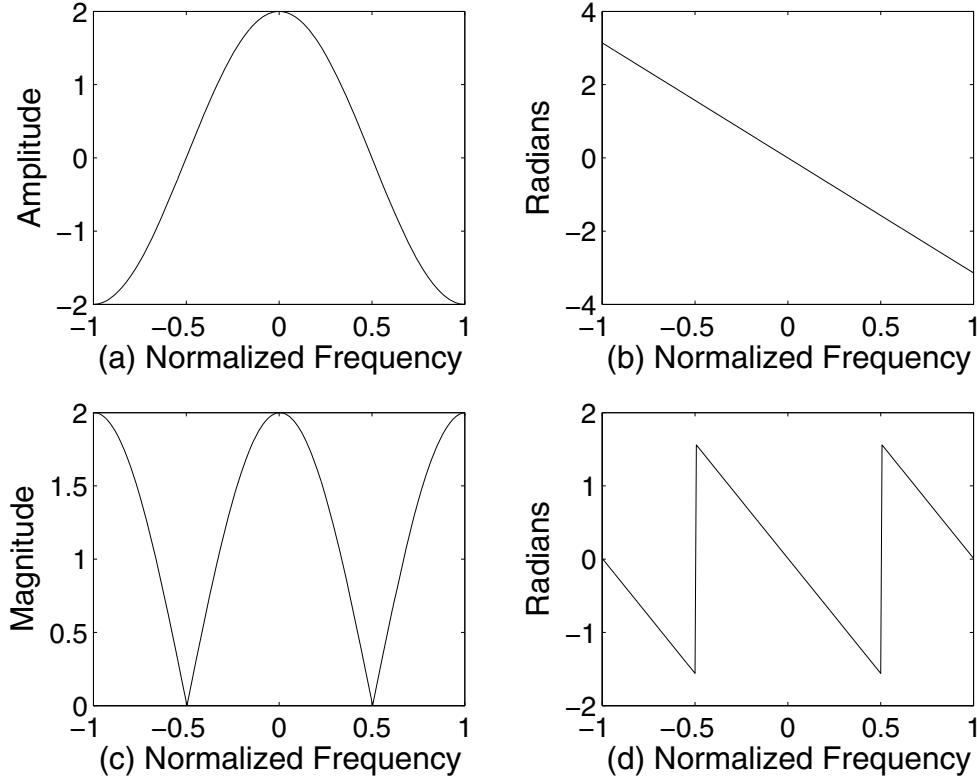 2
1
0
−1
−2
Amplitude
−1 −0.5 0 0.5 1
(a) Normalized Frequency
4
2
0
−2
−4
Radians
−1 −0.5 0 0.5 1
(b) Normalized Frequency
2
1.5
1
0.5
0
Magnitude
−1 −0.5 0 0.5 1
(c) Normalized Frequency
2
1
0
−1
−2
Radians
−1 −0.5 0 0.5 1
(d) Normalized Frequency